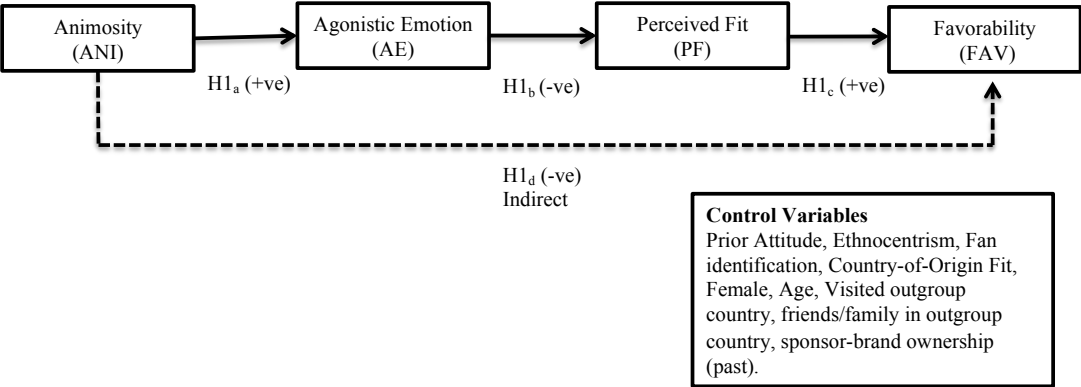 Animosity
(ANI)
Agonistic Emotion
(AE)
Perceived Fit
(PF)
Favorability
(FAV)
H1a (+ve)
H1b (-ve)
H1c (+ve)
H1d (-ve)
Indirect
Control Variables
Prior Attitude, Ethnocentrism, Fan
identification, Country-of-Origin Fit,
Female, Age, Visited outgroup
country, friends/family in outgroup
country, sponsor-brand ownership
(past).